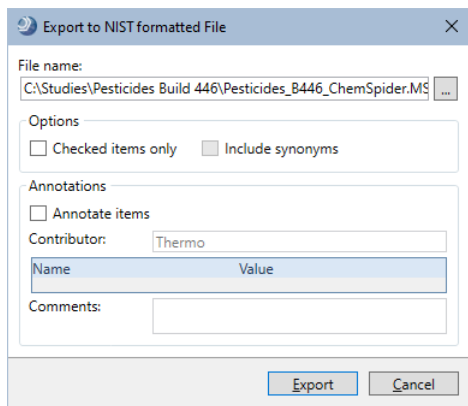 Export to NIST formatted File
File name:
C:\Studies\Pesticides Build 446\Pesticides_B446_ChemSpider.MS
...
Options
Checked items only Include synonyms
Annotations
Annotate items
Contributor: Thermo
Name Value
Comments:
Export Cancel